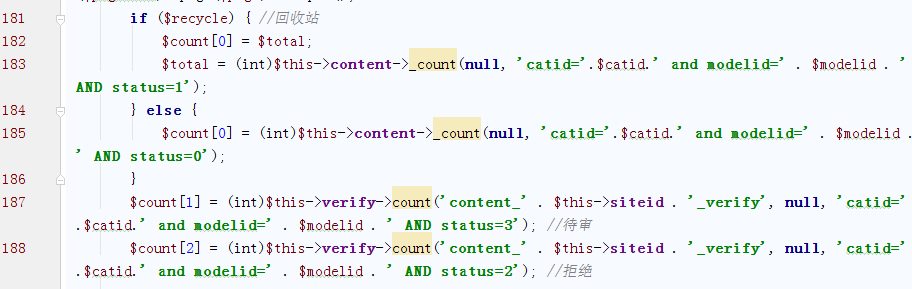 181 if ($recycle) { //回收站
182 $count[0] = $total;
183 $total = (int)$this->content->_count(null, 'catid='.$catid.' and modelid=' . $modelid . '
AND status=1');
184 } else {
185 $count[0] = (int)$this->content->_count(null, 'catid='.$catid.' and modelid=' . $modelid .
' AND status=0');
186 }
187 $count[1] = (int)$this->verify->count('content_' . $this->siteid . '_verify', null, 'catid='
.$catid.' and modelid=' . $modelid . ' AND status=3'); //待审
188 $count[2] = (int)$this->verify->count('content_' . $this->siteid . '_verify', null, 'catid='
.$catid.' and modelid=' . $modelid . ' AND status=2'); //拒绝